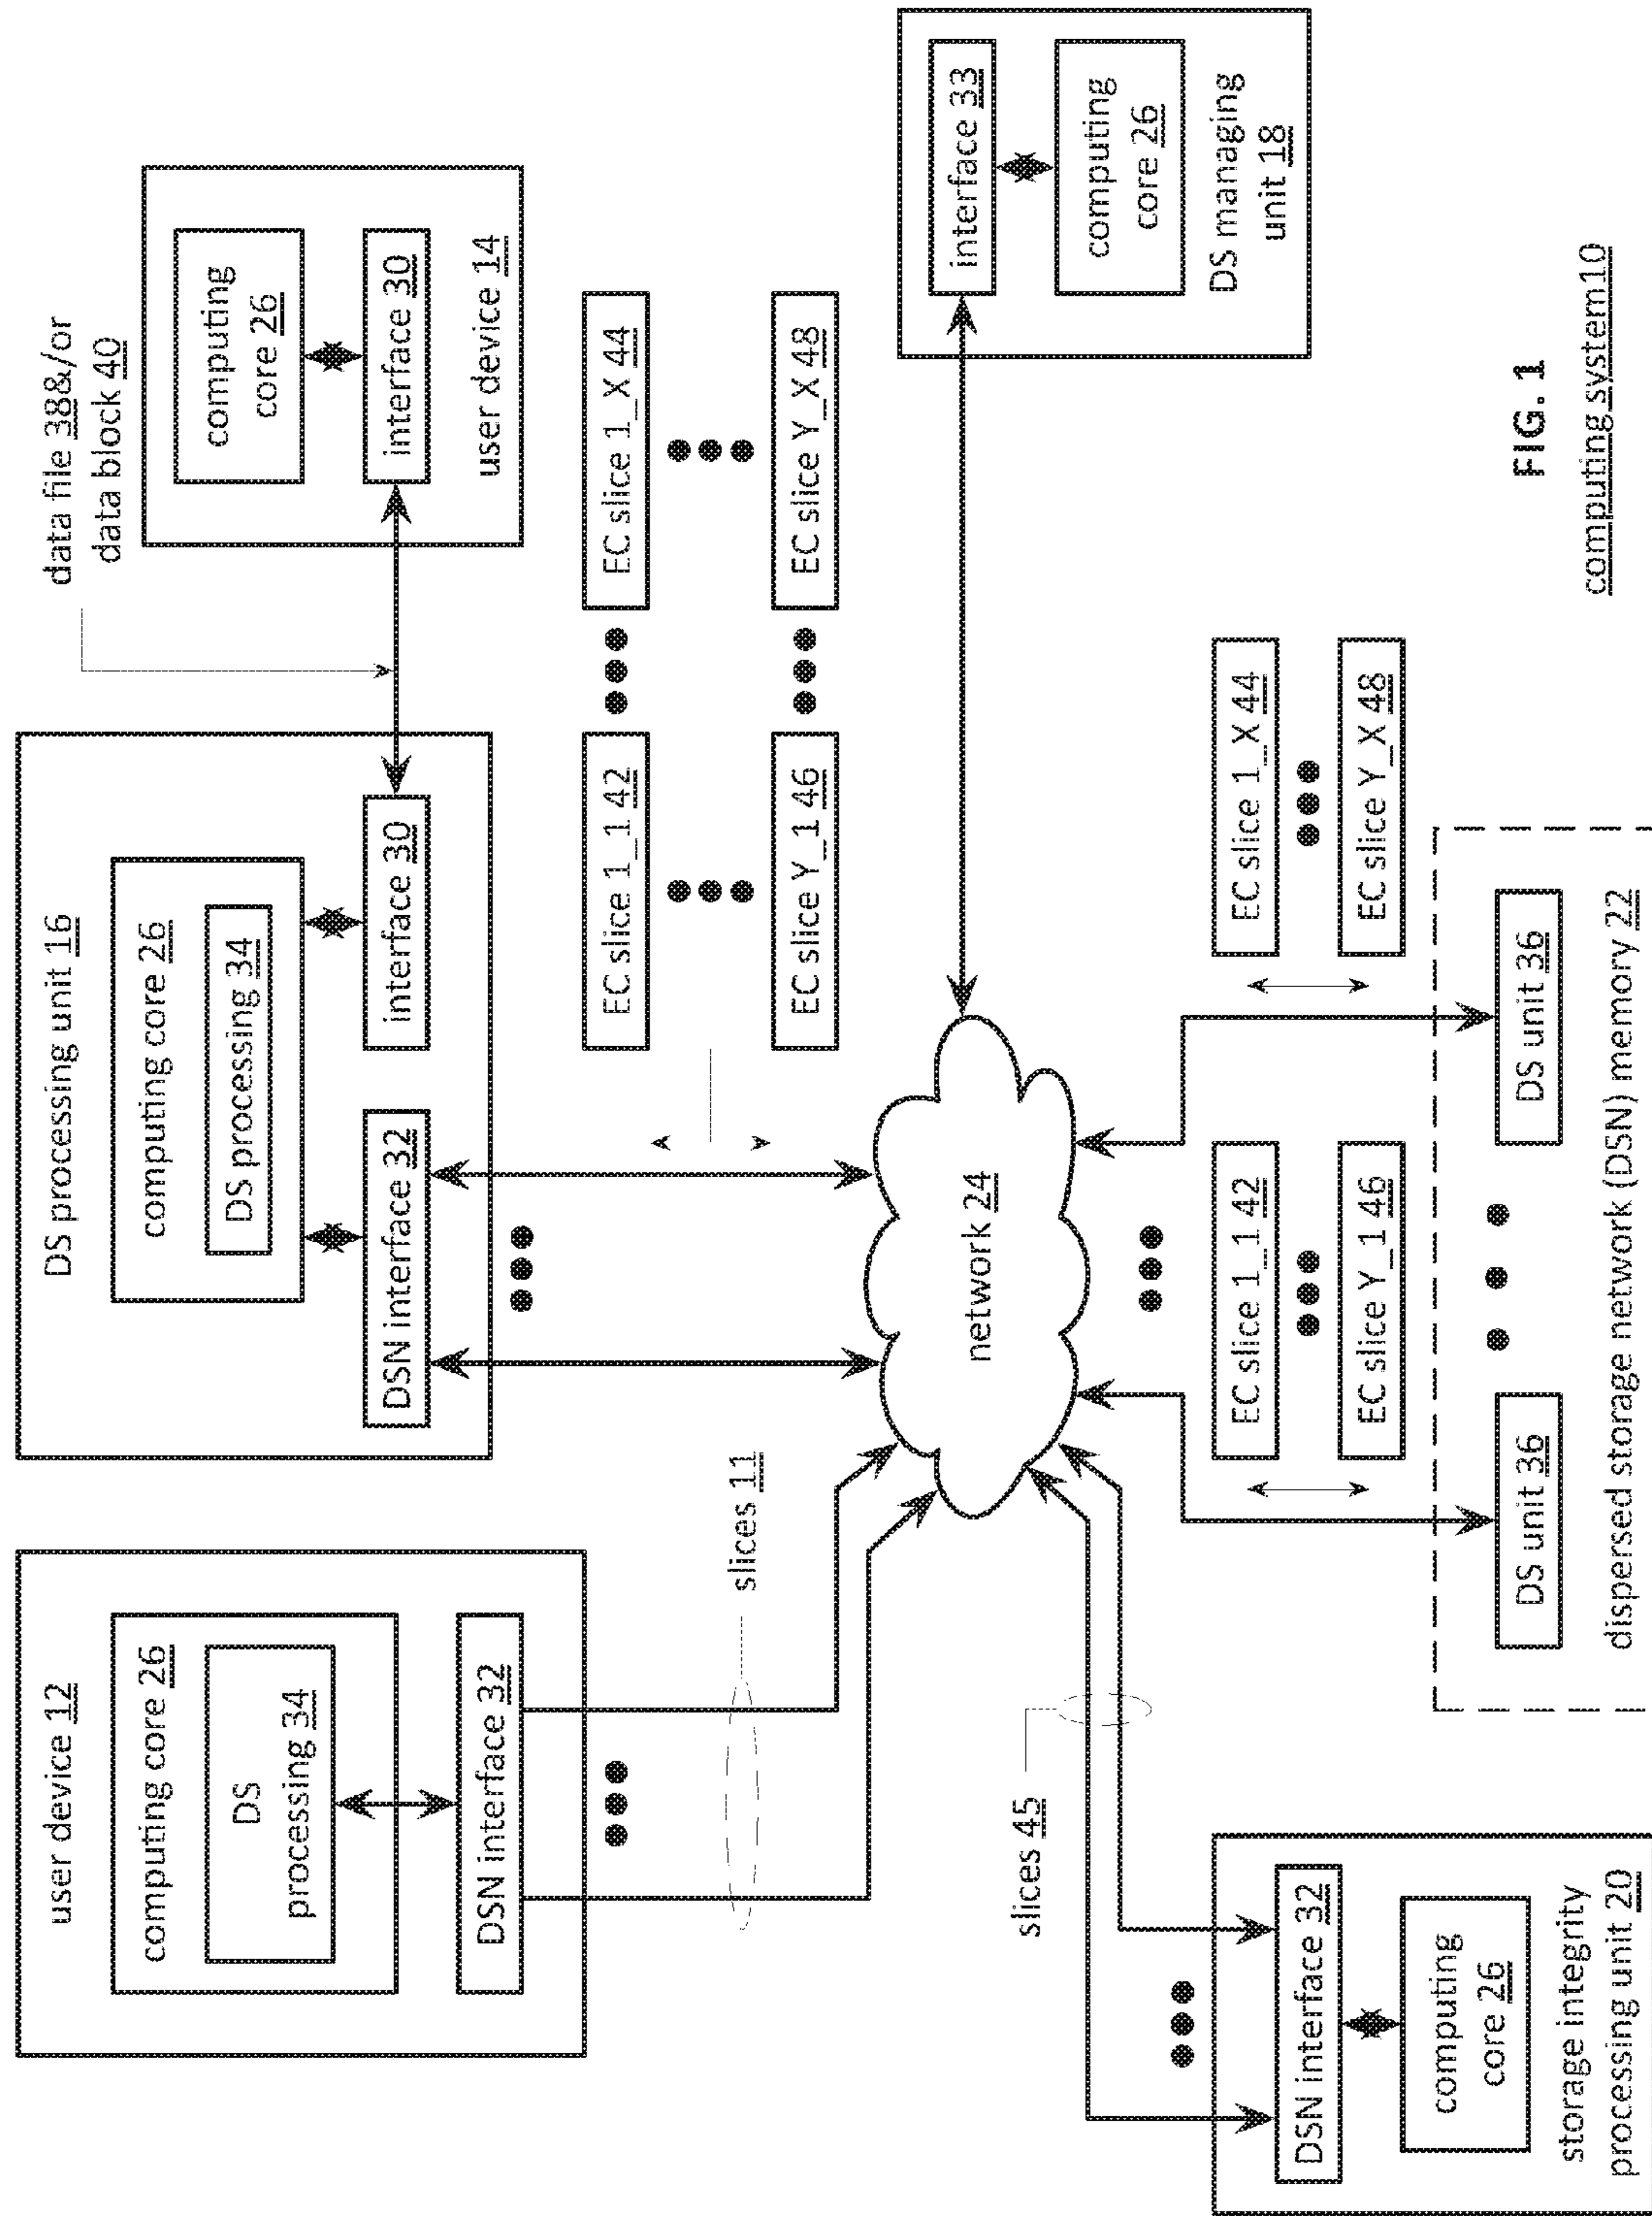 user device 12
computing core 26
DS
processing 34
DSN interface 32
slices 11
DS processing unit 16
computing core 26
DS processing 34
DSN interface 32
interface 30
data file 38&/or
data block 40
computing
core 26
interface 30
user device 14
EC slice 1_1 42
EC slice 1_X 44
EC slice Y_1 46
EC slice Y_X 48
network 24
interface 33
computing
core 26
DS managing
unit 18
slices 45
DSN interface 32
computing
core 26
storage integrity
processing unit 20
EC slice 1_1 42
EC slice Y_1 46
EC slice 1_X 44
EC slice Y_X 48
DS unit 36
DS unit 36
dispersed storage network (DSN) memory 22
FIG. 1
computing system10